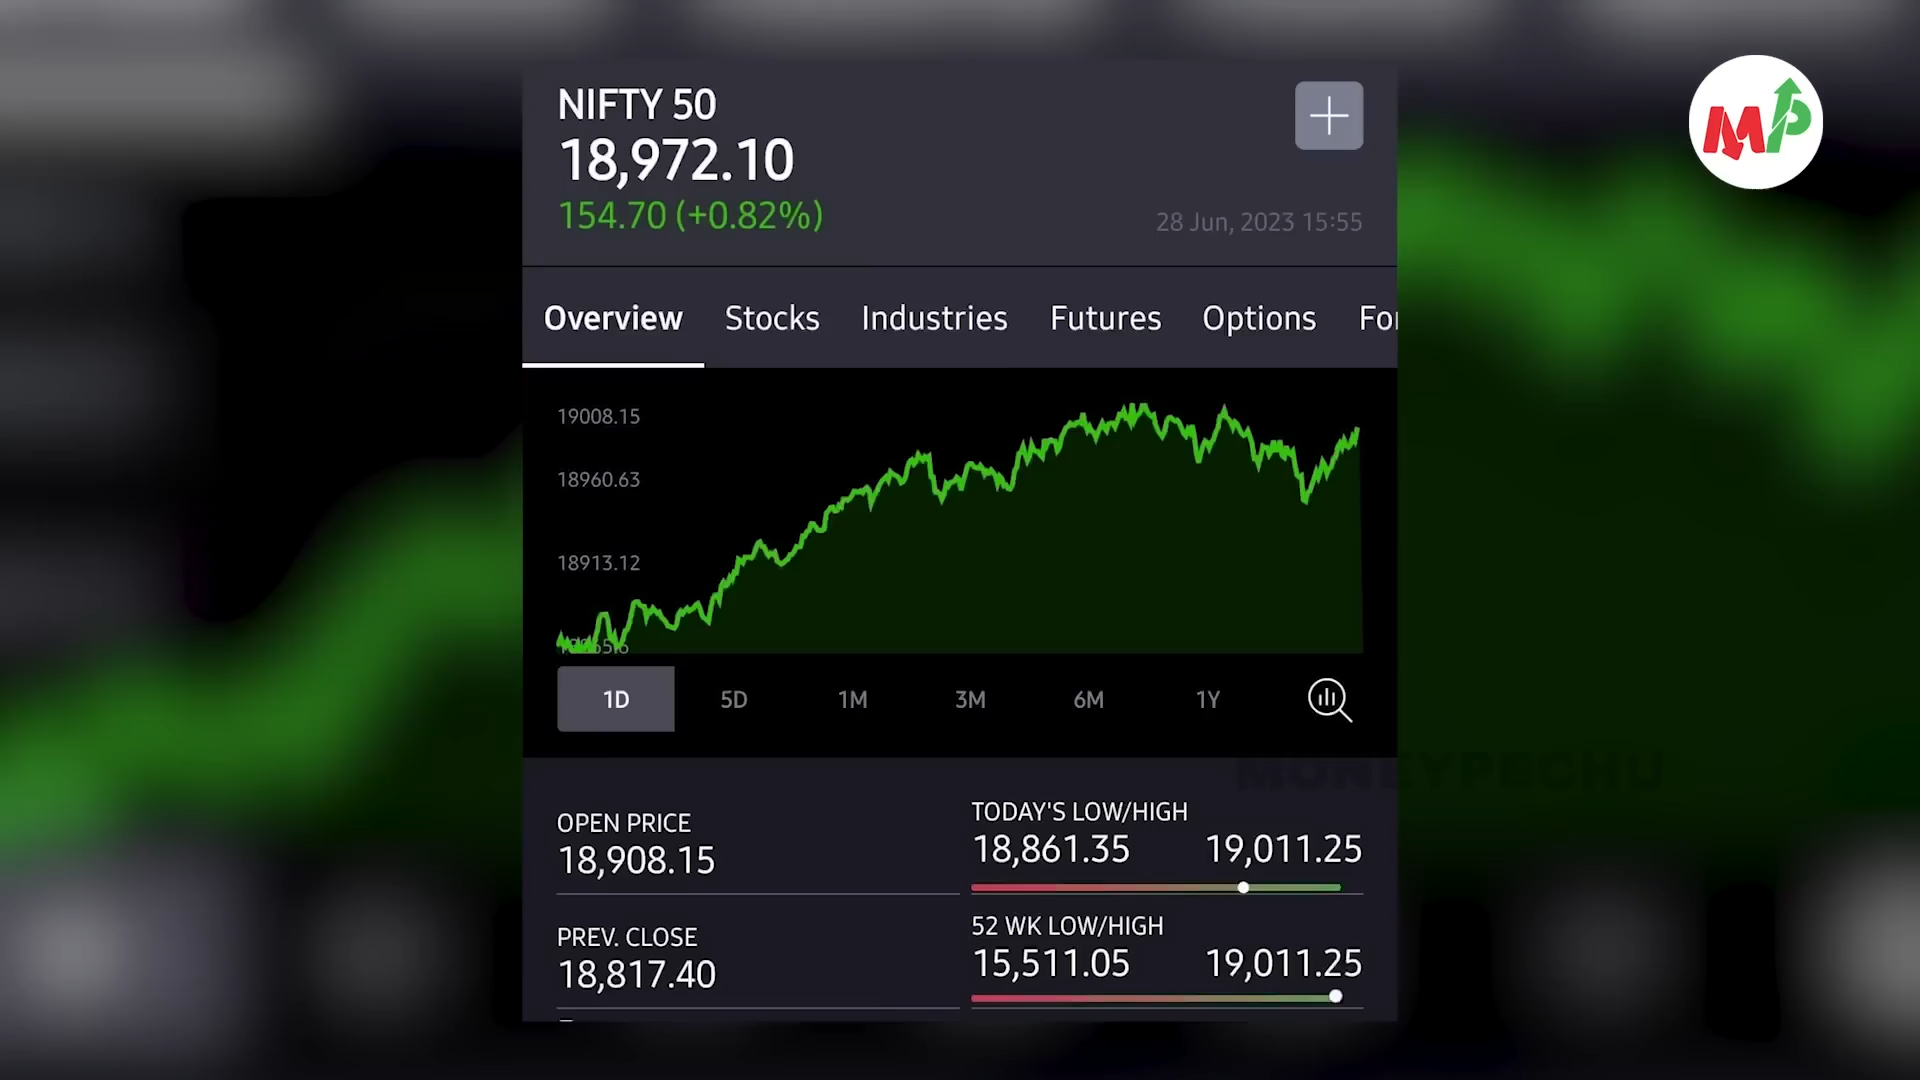 MP
NIFTY 50
18,972.10
154.70 (+0.82%)
28 Jun, 2023 15:55
Overview Stocks Industries Futures Options For
19008.15
18960.63
18913.12
1D 5D 1M 3M 6M 1Y
MONEYPECHU
OPEN PRICE
18,908.15
TODAY'S LOW/HIGH
18,861.35 19,011.25
PREV. CLOSE
18,817.40
52 WK LOW/HIGH
15,511.05 19,011.25